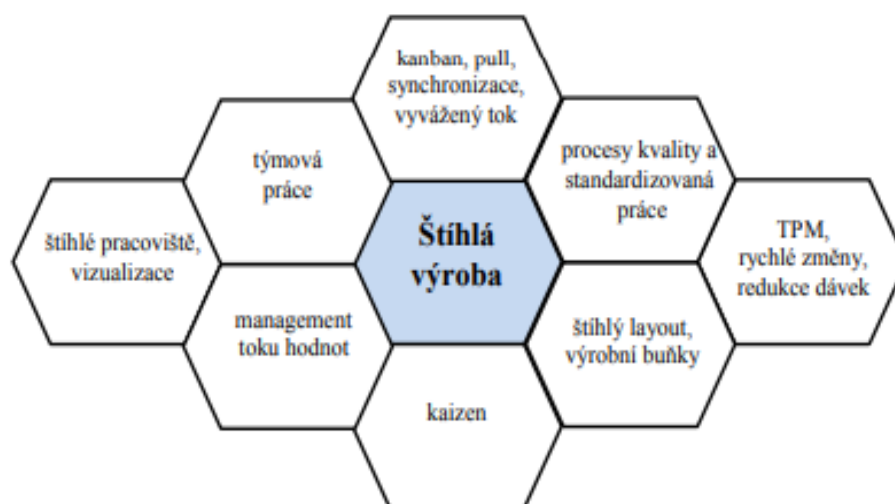 kanban, pull,
synchronizace,
vyvážený tok
týmová
práce
procesy kvality a
standardizovaná
práce
štíhlé pracoviště,
vizualizace
Štíhlá
výroba
TPM,
rychlé změny,
redukce dávek
management
toku hodnot
štíhlý layout,
výrobní buňky
kaizen